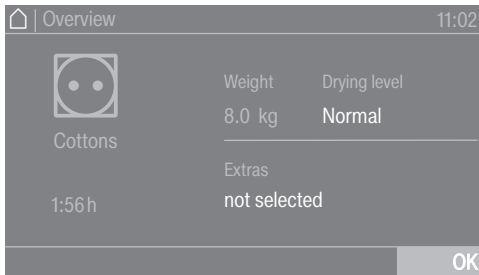 Overview 11:02
Weight Drying level
8.0 kg Normal
Cottons
Extras
1:56 h not selected
OK